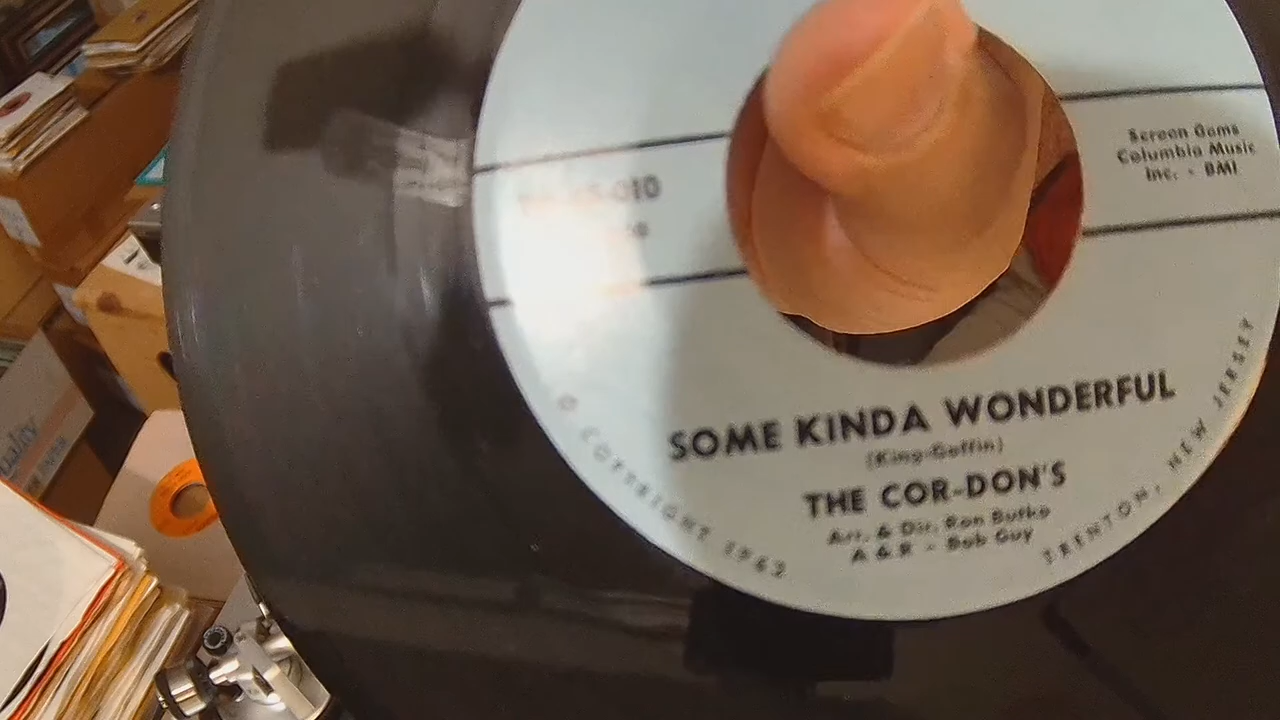 Screen Gems
Columbia Music
Inc. - BMI
SOME KINDA WONDERFUL
(King-Goffin)
THE COR-DON'S
Arr. & Dir. Ron Butko
A & R - Bob Guy
© COPYRIGHT 1962
TRENTON, NEW JERSEY